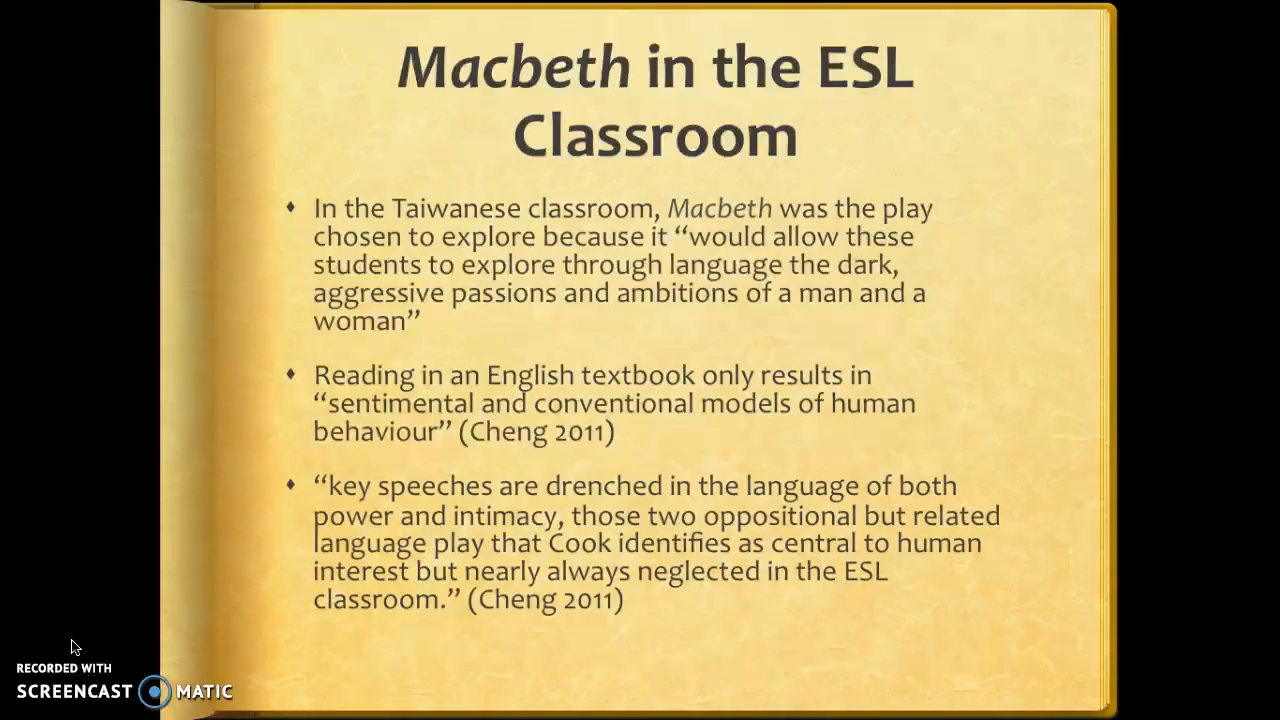 Macbeth in the ESL
Classroom
In the Taiwanese classroom, Macbeth was the play
chosen to explore because it “would allow these
students to explore through language the dark,
aggressive passions and ambitions of a man and a
woman”
Reading in an English textbook only results in
“sentimental and conventional models of human
behaviour” (Cheng 2011)
“key speeches are drenched in the language of both
power and intimacy, those two oppositional but related
language play that Cook identifies as central to human
interest but nearly always neglected in the ESL
classroom.” (Cheng 2011)
RECORDED WITH
SCREENCAST MATIC